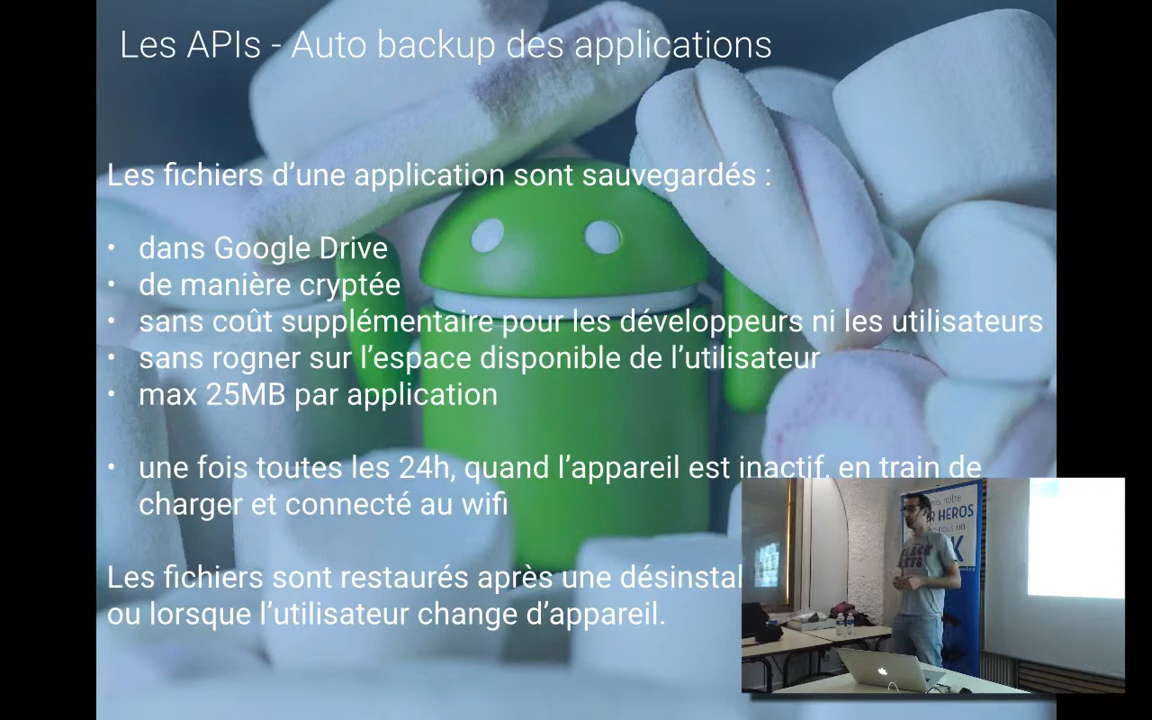 Les APIs - Auto backup des applications
Les fichiers d’une application sont sauvegardés :
• dans Google Drive
• de manière cryptée
• sans coût supplémentaire pour les développeurs ni les utilisateurs
• sans rogner sur l’espace disponible de l’utilisateur
• max 25MB par application
• une fois toutes les 24h, quand l’appareil est inactif, en train de
charger et connecté au wifi
Les fichiers sont restaurés après une désinstal
ou lorsque l’utilisateur change d’appareil.
notre
HEROS